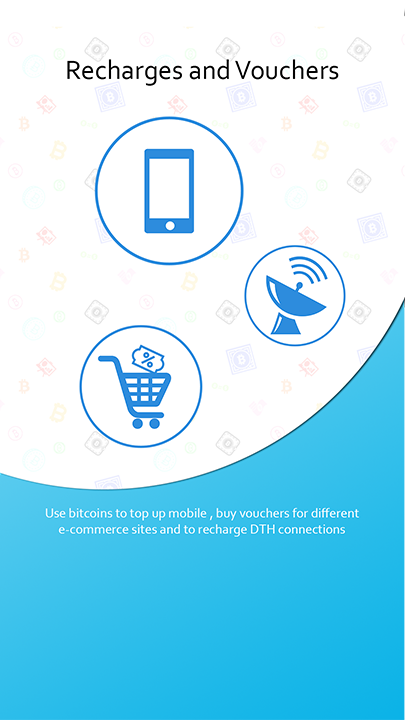 Recharges and Vouchers
%
Use bitcoins to top up mobile , buy vouchers for different
e-commerce sites and to recharge DTH connections